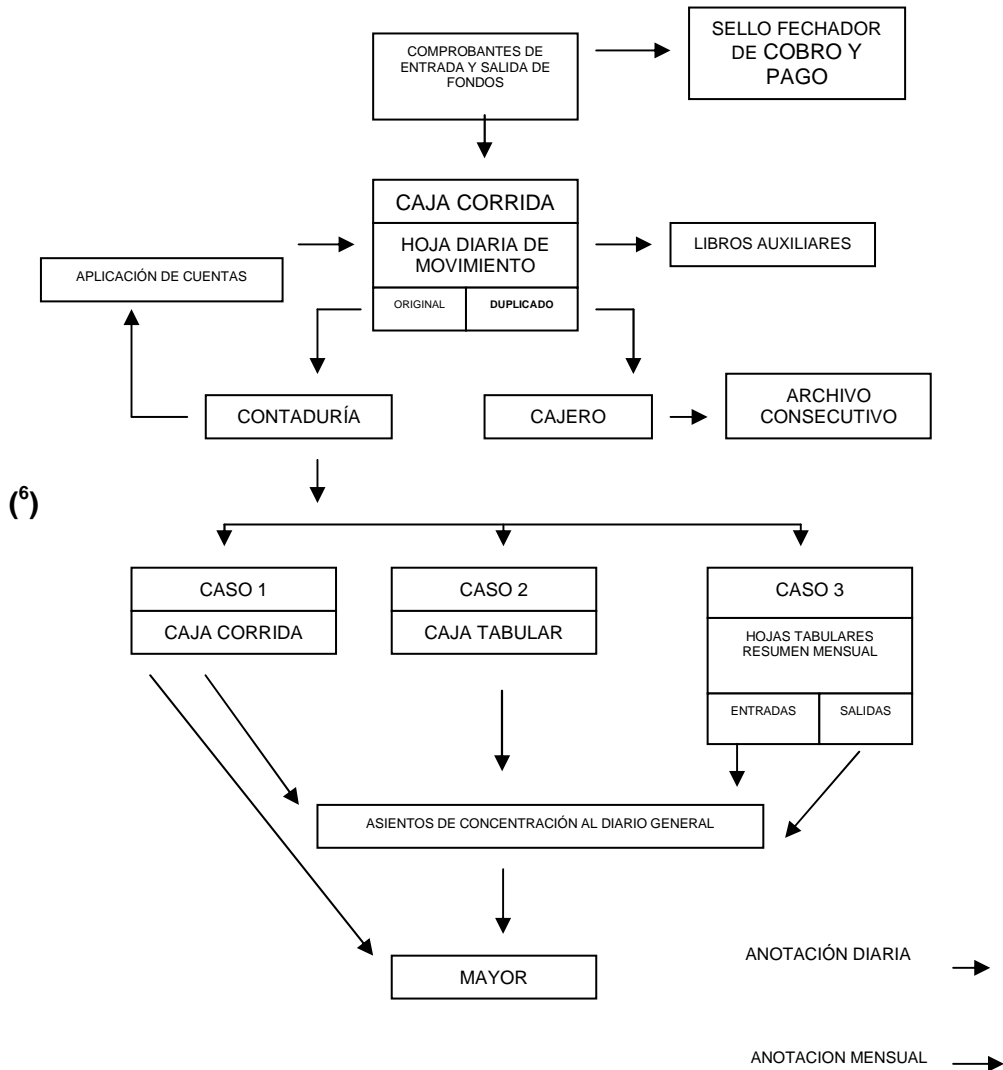 COMPROBANTES DE
ENTRADA Y SALIDA DE
FONDOS
SELLO FECHADOR
DE COBRO Y
PAGO
CAJA CORRIDA
HOJA DIARIA DE
MOVIMIENTO
ORIGINAL
DUPLICADO
LIBROS AUXILIARES
APLICACIÓN DE CUENTAS
CONTADURÍA
CAJERO
ARCHIVO
CONSECUTIVO
(6)
CASO 1
CAJA CORRIDA
CASO 2
CAJA TABULAR
CASO 3
HOJAS TABULARES
RESUMEN MENSUAL
ENTRADAS
SALIDAS
ASIENTOS DE CONCENTRACIÓN AL DIARIO GENERAL
MAYOR
ANOTACIÓN DIARIA
ANOTACION MENSUAL